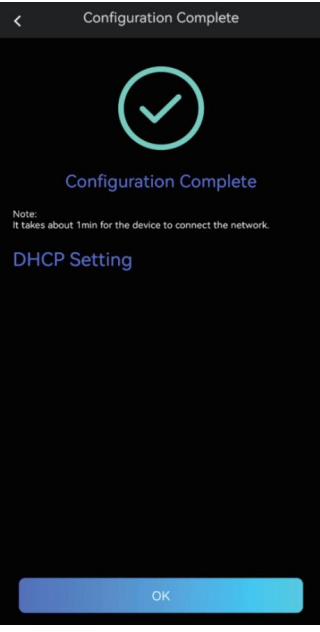 Configuration Complete
Configuration Complete
Note:
It takes about 1min for the device to connect the network.
DHCP Setting
OK